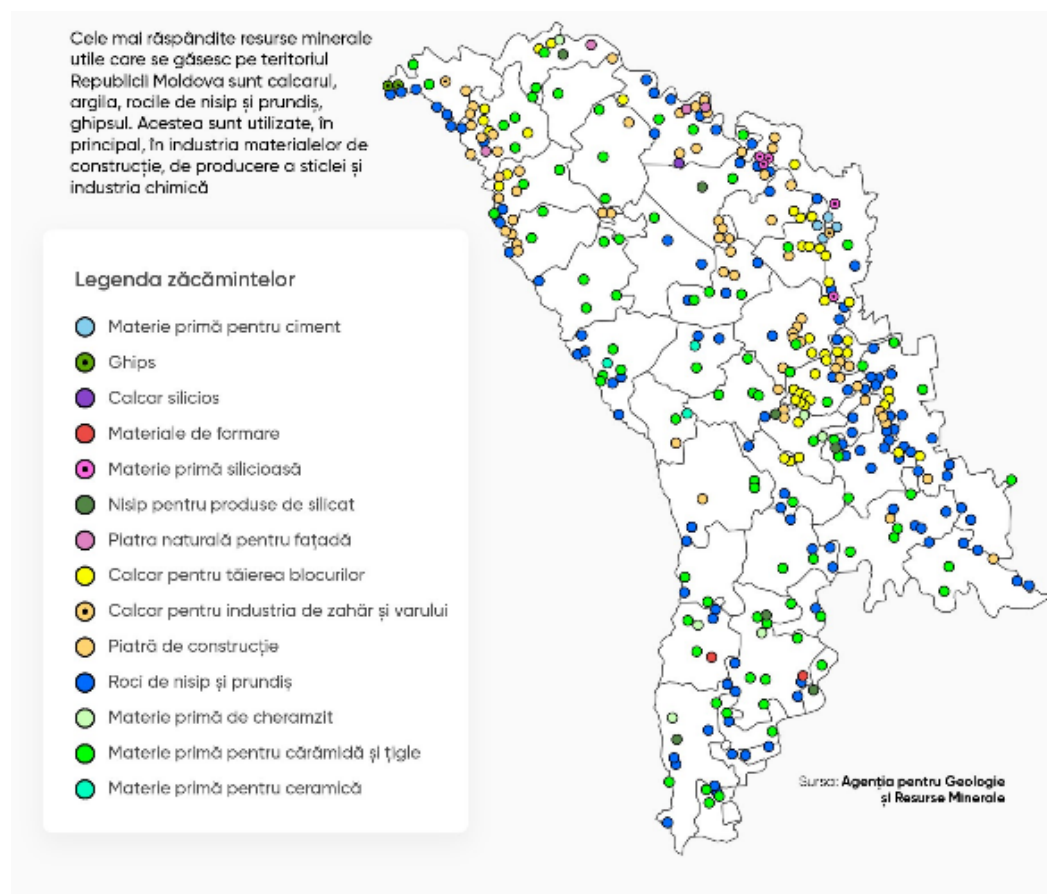 Cele mai răspândite resurse minerale
utile care se găsesc pe teritoriul
Republicii Moldova sunt calcarul,
argila, rocile de nisip și prundiș,
ghipsul. Acestea sunt utilizate, în
principal, în industria materialelor de
construcție, de producere a sticlei și
industria chimică
Legenda zăcămintelor
Materie primă pentru ciment
Ghips
Calcar silicios
Materiale de formare
Materie primă silicioasă
Nisip pentru produse de silicat
Piatra naturală pentru fațadă
Calcar pentru tăierea blocurilor
Calcar pentru industria de zahăr și varului
Piatră de construcție
Roci de nisip și prundiș
Materie primă de cheramzit
Materie primă pentru cărămidă și țigle
Materie primă pentru ceramică
Sursa: Agenția pentru Geologie
și Resurse Minerale